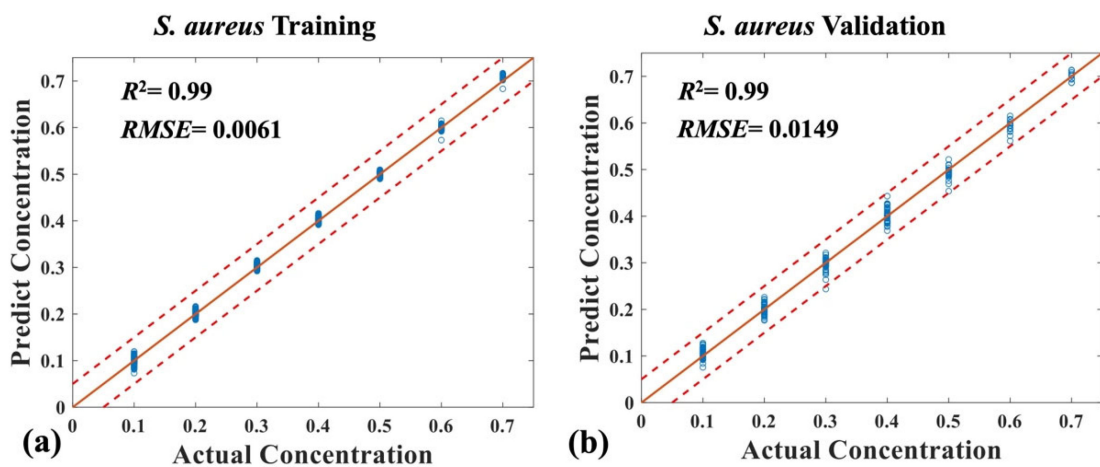 S. aureus Training
R²= 0.99
RMSE= 0.0061
Predict Concentration
0.7
0.6
0.5
0.4
0.3
0.2
0.1
0
0 0.1 0.2 0.3 0.4 0.5 0.6 0.7
(a)
Actual Concentration
S. aureus Validation
R²= 0.99
RMSE= 0.0149
Predict Concentration
0.7
0.6
0.5
0.4
0.3
0.2
0.1
0
0 0.1 0.2 0.3 0.4 0.5 0.6 0.7
(b)
Actual Concentration